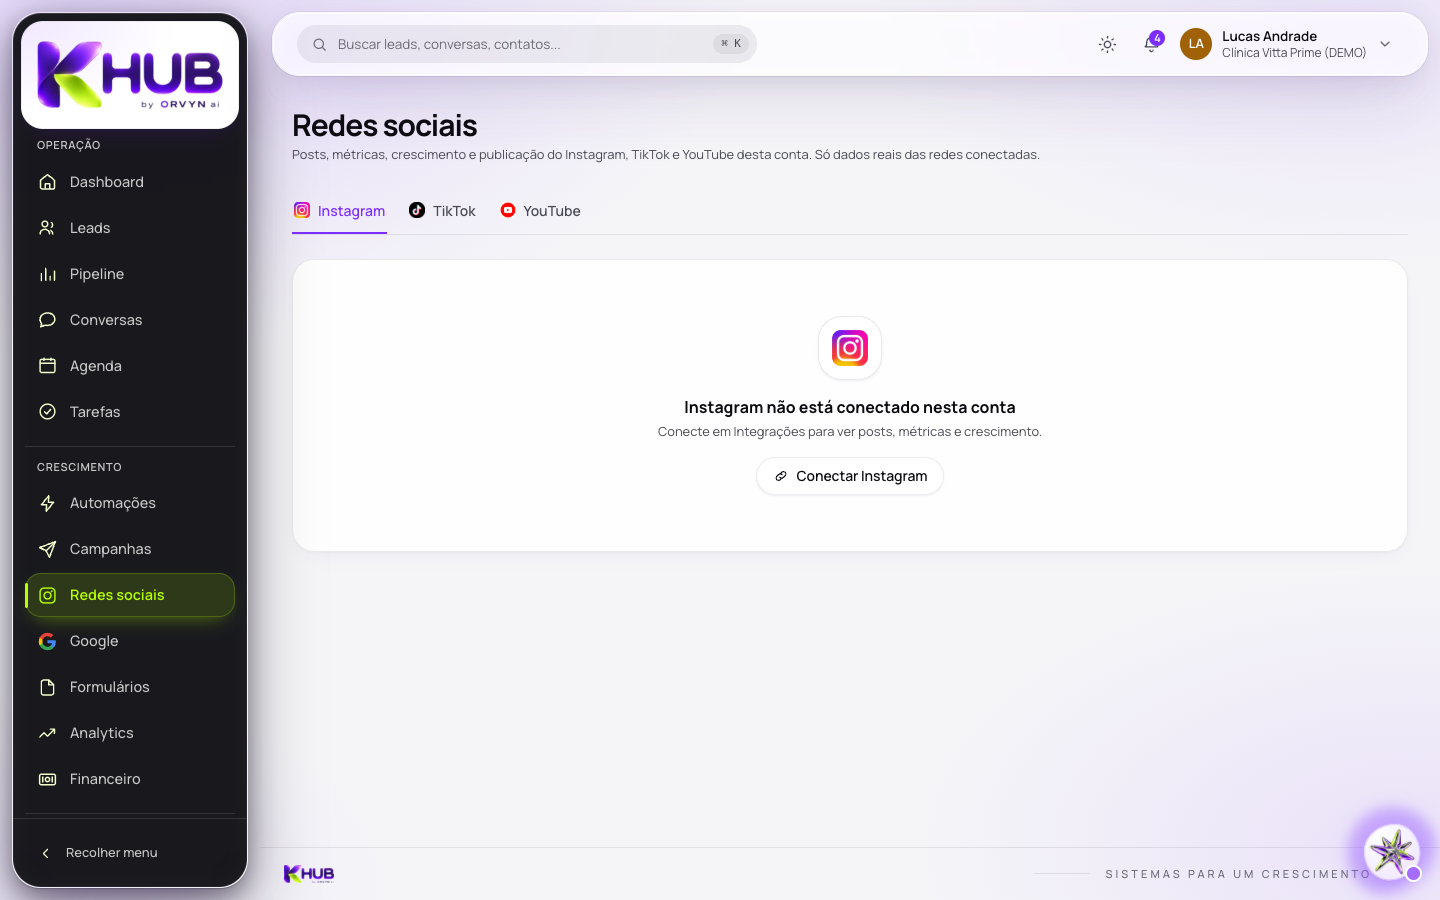 KHUB
by ORVYN ai
OPERAÇÃO
Dashboard
Leads
Pipeline
Conversas
Agenda
Tarefas
CRESCIMENTO
Automações
Campanhas
Redes sociais
Google
Formulários
Analytics
Financeiro
Recolher menu
Buscar leads, conversas, contatos...
⌘ K
4
LA
Lucas Andrade
Clínica Vitta Prime (DEMO)
Redes sociais
Posts, métricas, crescimento e publicação do Instagram, TikTok e YouTube desta conta. Só dados reais das redes conectadas.
Instagram
TikTok
YouTube
Instagram não está conectado nesta conta
Conecte em Integrações para ver posts, métricas e crescimento.
Conectar Instagram
KHUB
SISTEMAS PARA UM CRESCIMENTO